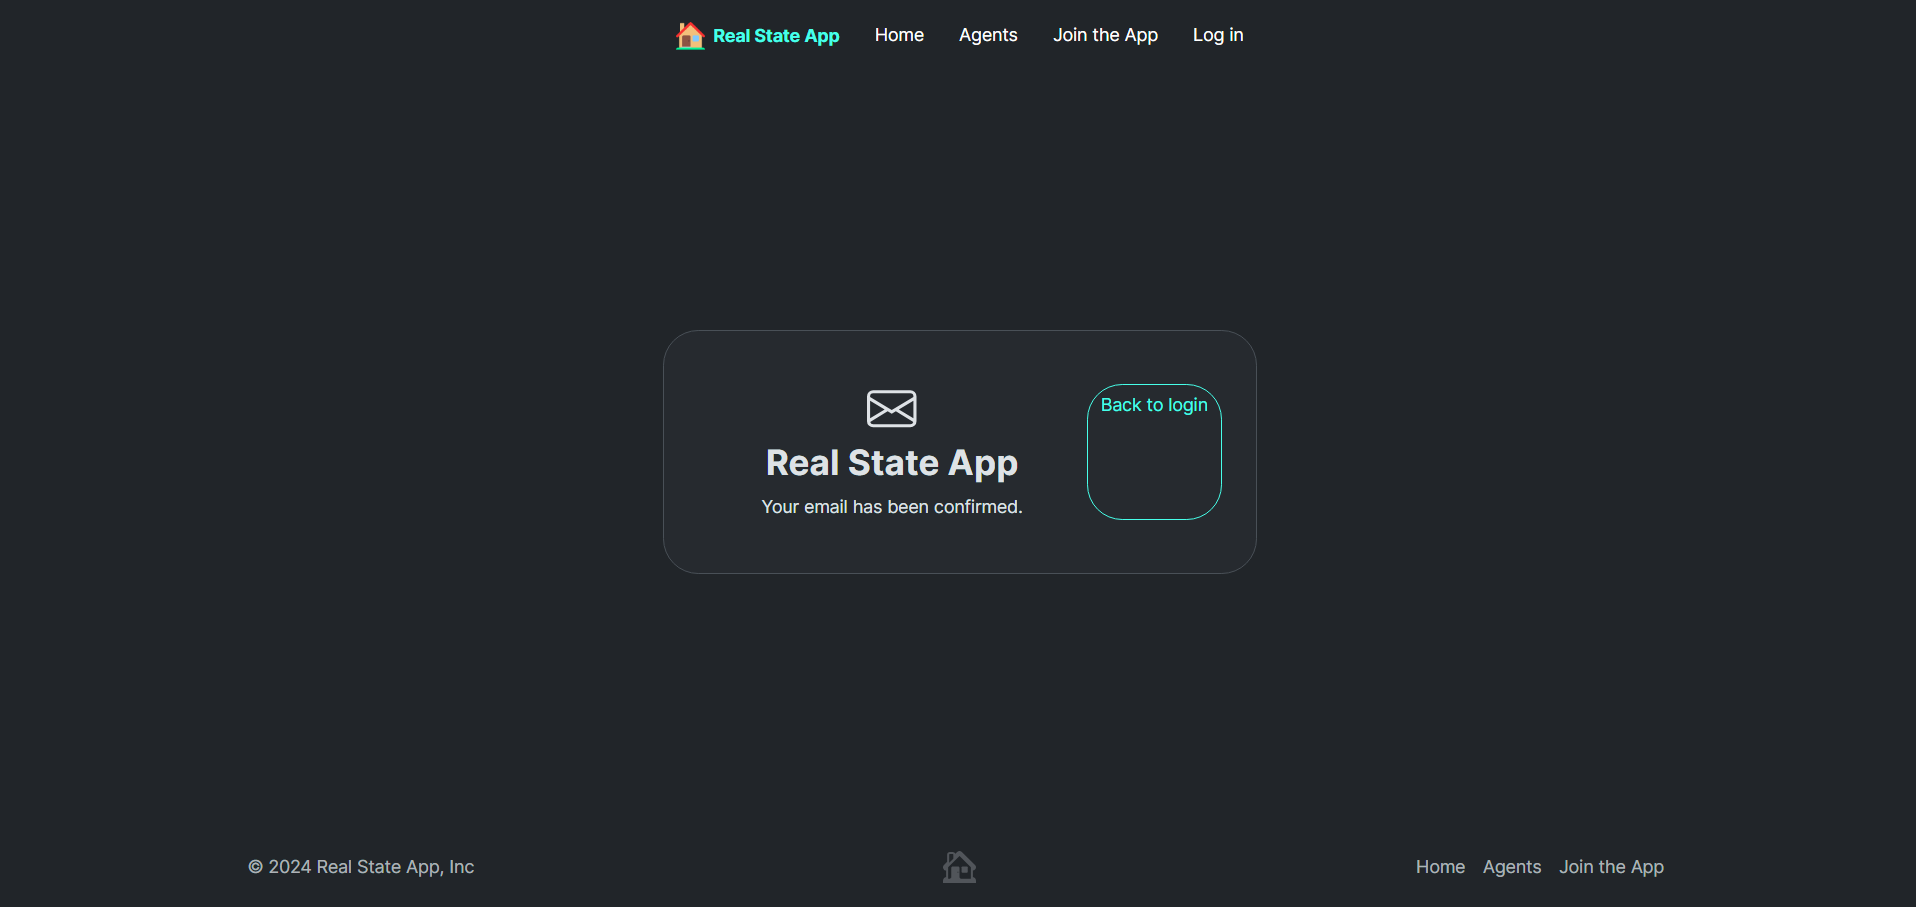 Real State App Home Agents Join the App Log in
Back to login
Real State App
Your email has been confirmed.
© 2024 Real State App, Inc Home Agents Join the App